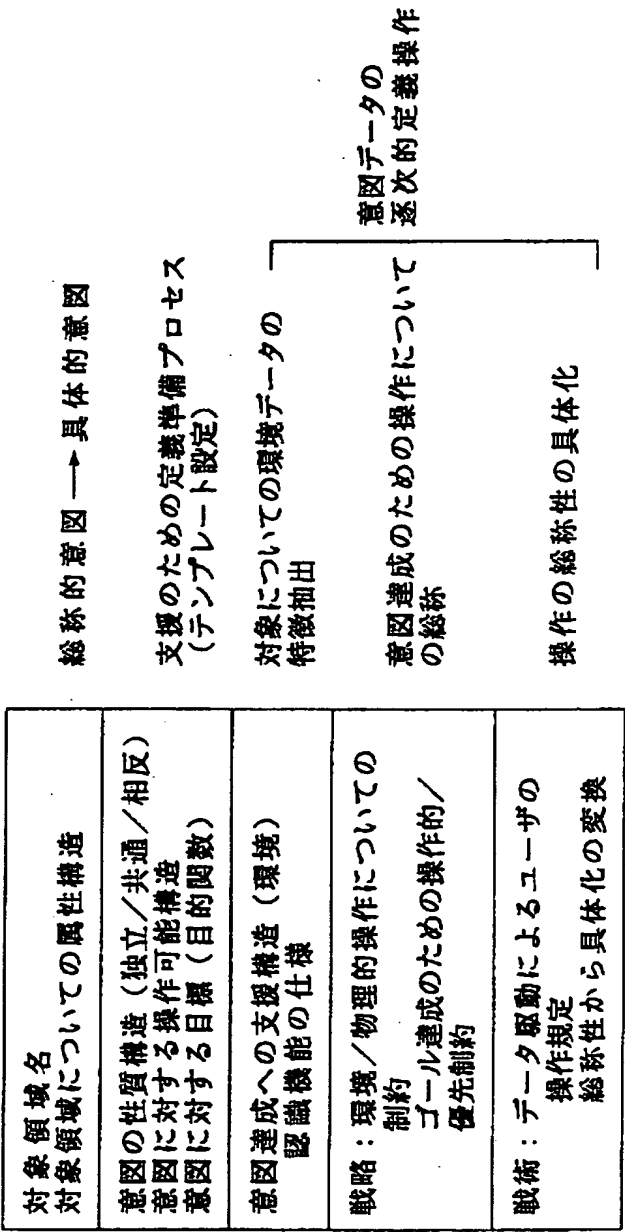 対象領域名
対象領域についての属性構造
総称的意図 → 具体的意図
意図の性質構造（独立／共通／相反）
意図に対する操作可能構造
意図に対する目標（目的関数）
支援のための定義準備プロセス
（テンプレート設定）
意図達成への支援構造（環境）
認識機能の仕様
対象についての環境データの
特徴抽出
戦略：環境／物理的操作についての
制約
ゴール達成のための操作的／
優先制約
意図達成のための操作について
の総称
戦術：データ駆動によるユーザの
操作規定
総称性から具体化の変換
操作の総称性の具体化
意図データの
逐次的定義操作